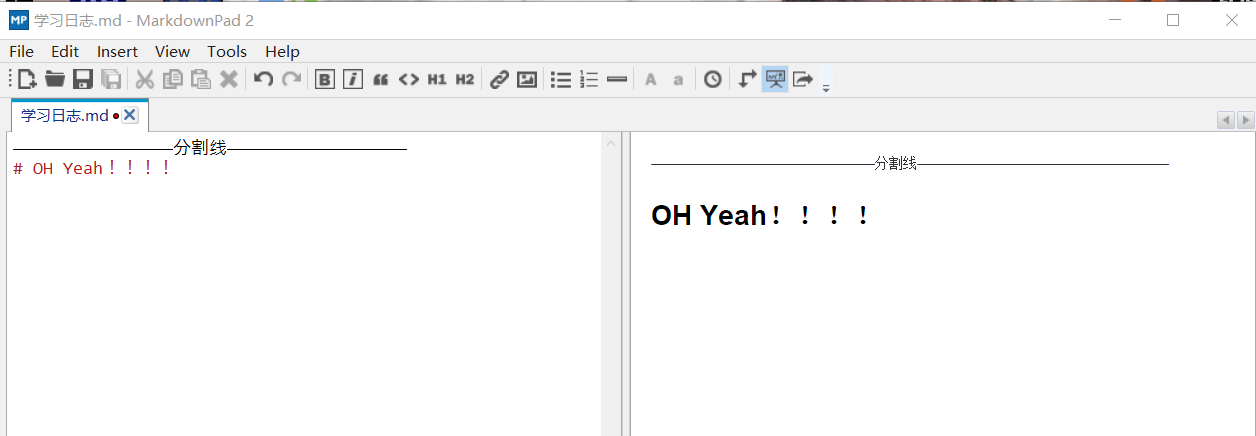 MP 学习日志.md - MarkdownPad 2
File Edit Insert View Tools Help
B i “ <> H1 H2 A a
学习日志.md
————————分割线—————————
# OH Yeah！！！！
————————————————分割线——————————————————
OH Yeah！！！！